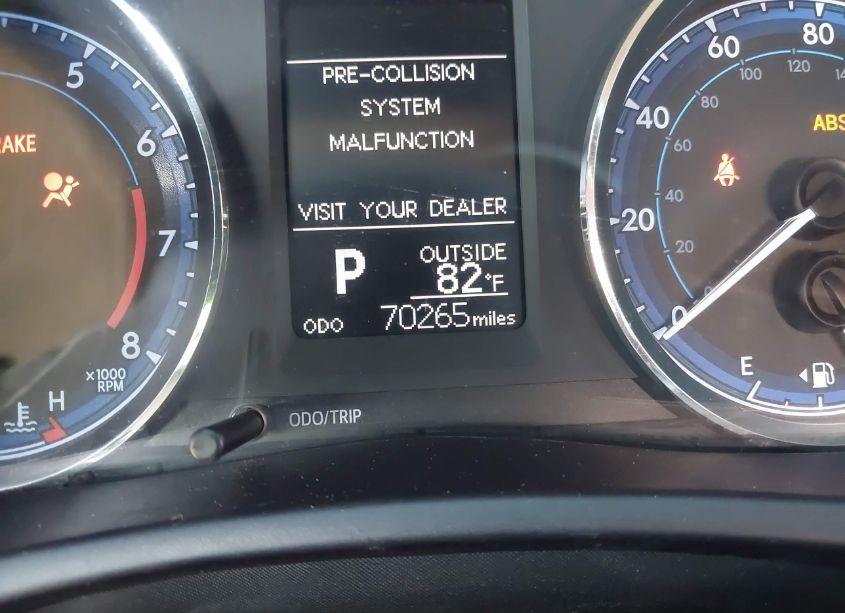 PRE-COLLISION
SYSTEM
MALFUNCTION
VISIT YOUR DEALER
P
OUTSIDE
82°F
ODO 70265 miles
5
6
7
8
×1000
RPM
H
ODO/TRIP
80
60
40
20
0
120
100
80
60
40
20
0
ABS
E